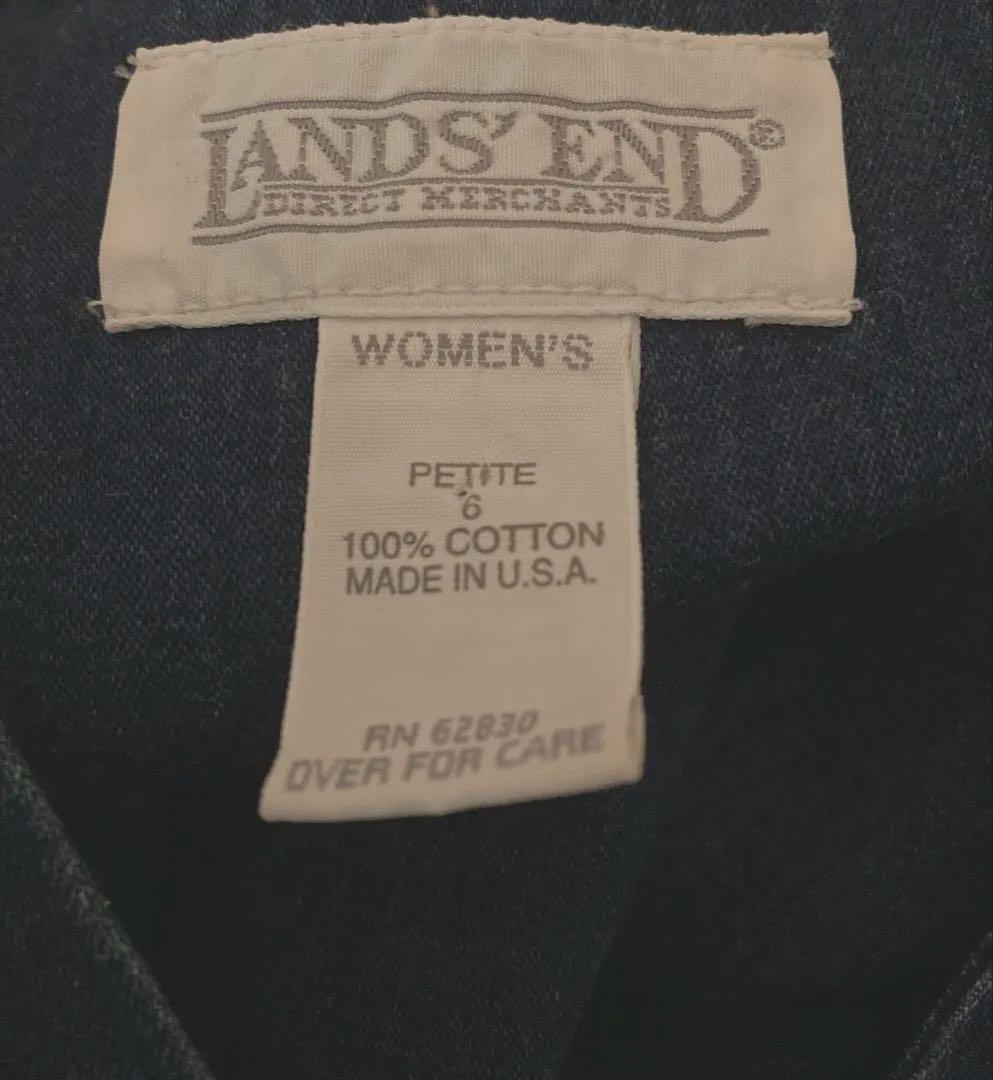 LANDS' END®
DIRECT MERCHANTS
WOMEN'S
PETITE
6
100% COTTON
MADE IN U.S.A.
RN 62830
OVER FOR CARE